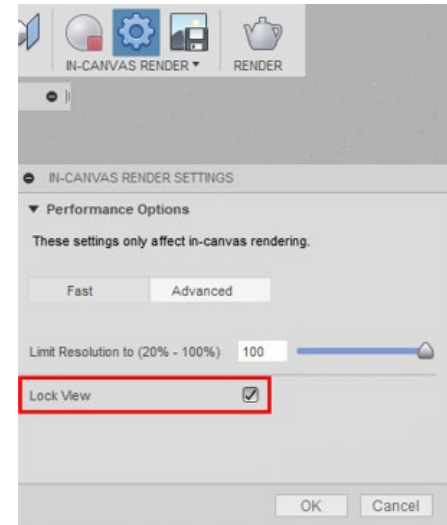 IN-CANVAS RENDER ▾ RENDER
IN-CANVAS RENDER SETTINGS
▼ Performance Options
These settings only affect in-canvas rendering.
Fast Advanced
Limit Resolution to (20% - 100%) 100
Lock View
OK Cancel